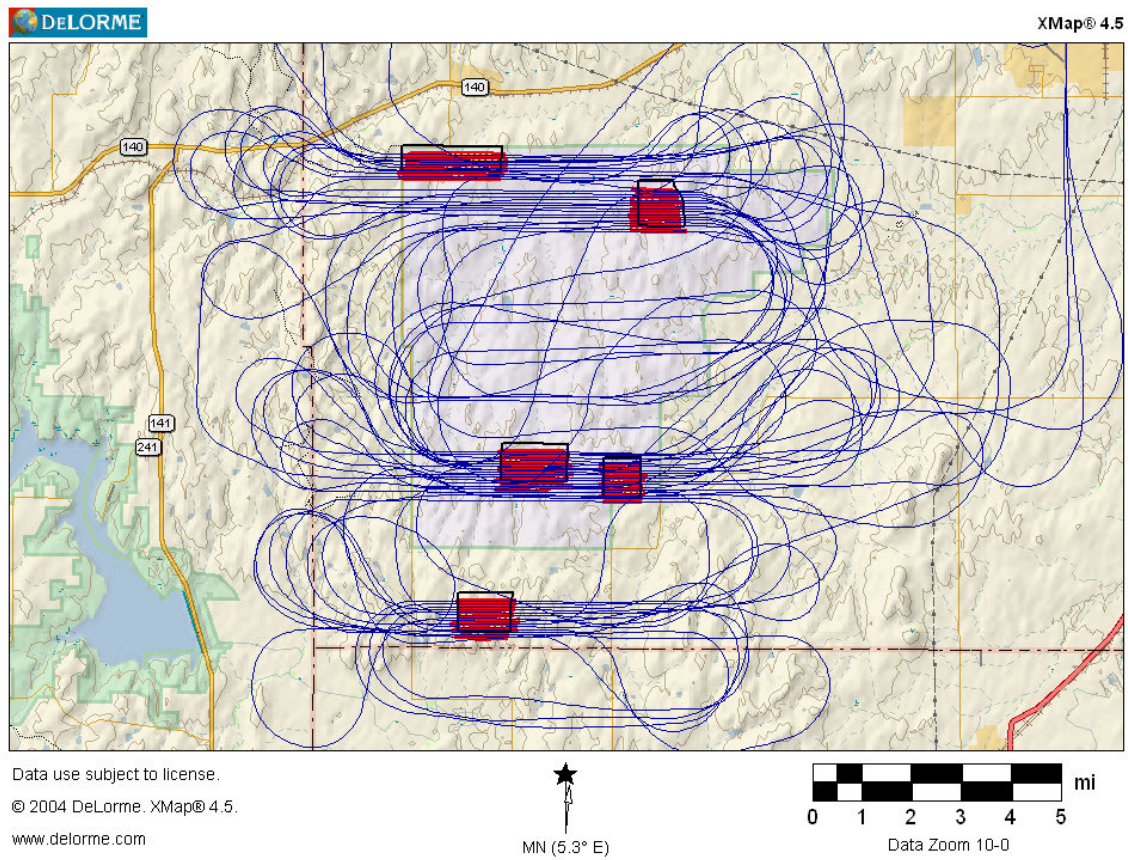 DELORME
XMap® 4.5
140
140
141
241
Data use subject to license.
© 2004 DeLorme. XMap® 4.5.
www.delorme.com
MN (5.3° E)
mi
0 1 2 3 4 5
Data Zoom 10-0